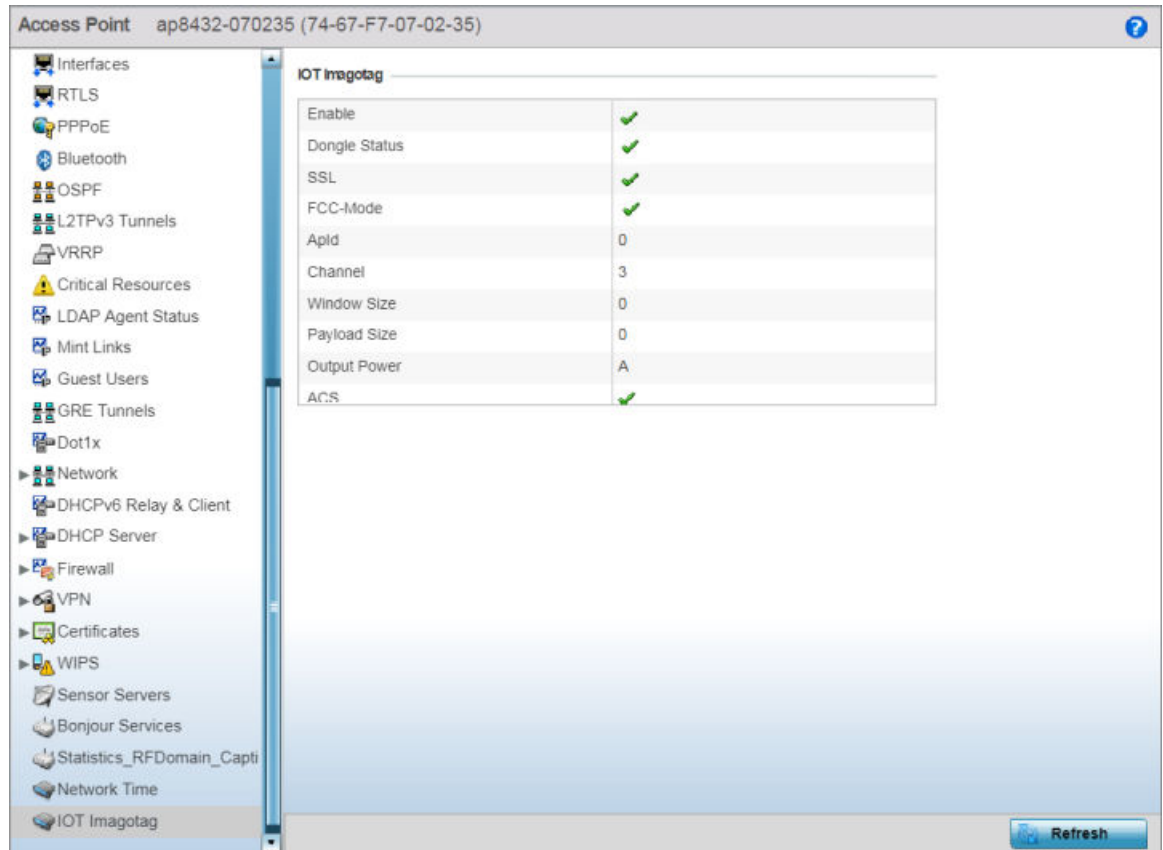 Access Point ap8432-070235 (74-67-F7-07-02-35)
Interfaces
RTLS
PPPoE
Bluetooth
OSPF
L2TPv3 Tunnels
VRRP
Critical Resources
LDAP Agent Status
Mint Links
Guest Users
GRE Tunnels
Dot1x
Network
DHCPv6 Relay & Client
DHCP Server
Firewall
VPN
Certificates
WIPS
Sensor Servers
Bonjour Services
Statistics_RFDomain_Capti
Network Time
IOT Imagotag
IOT Imagotag
Enable
Dongle Status
SSL
FCC-Mode
ApId 0
Channel 3
Window Size 0
Payload Size 0
Output Power A
ACS
Refresh